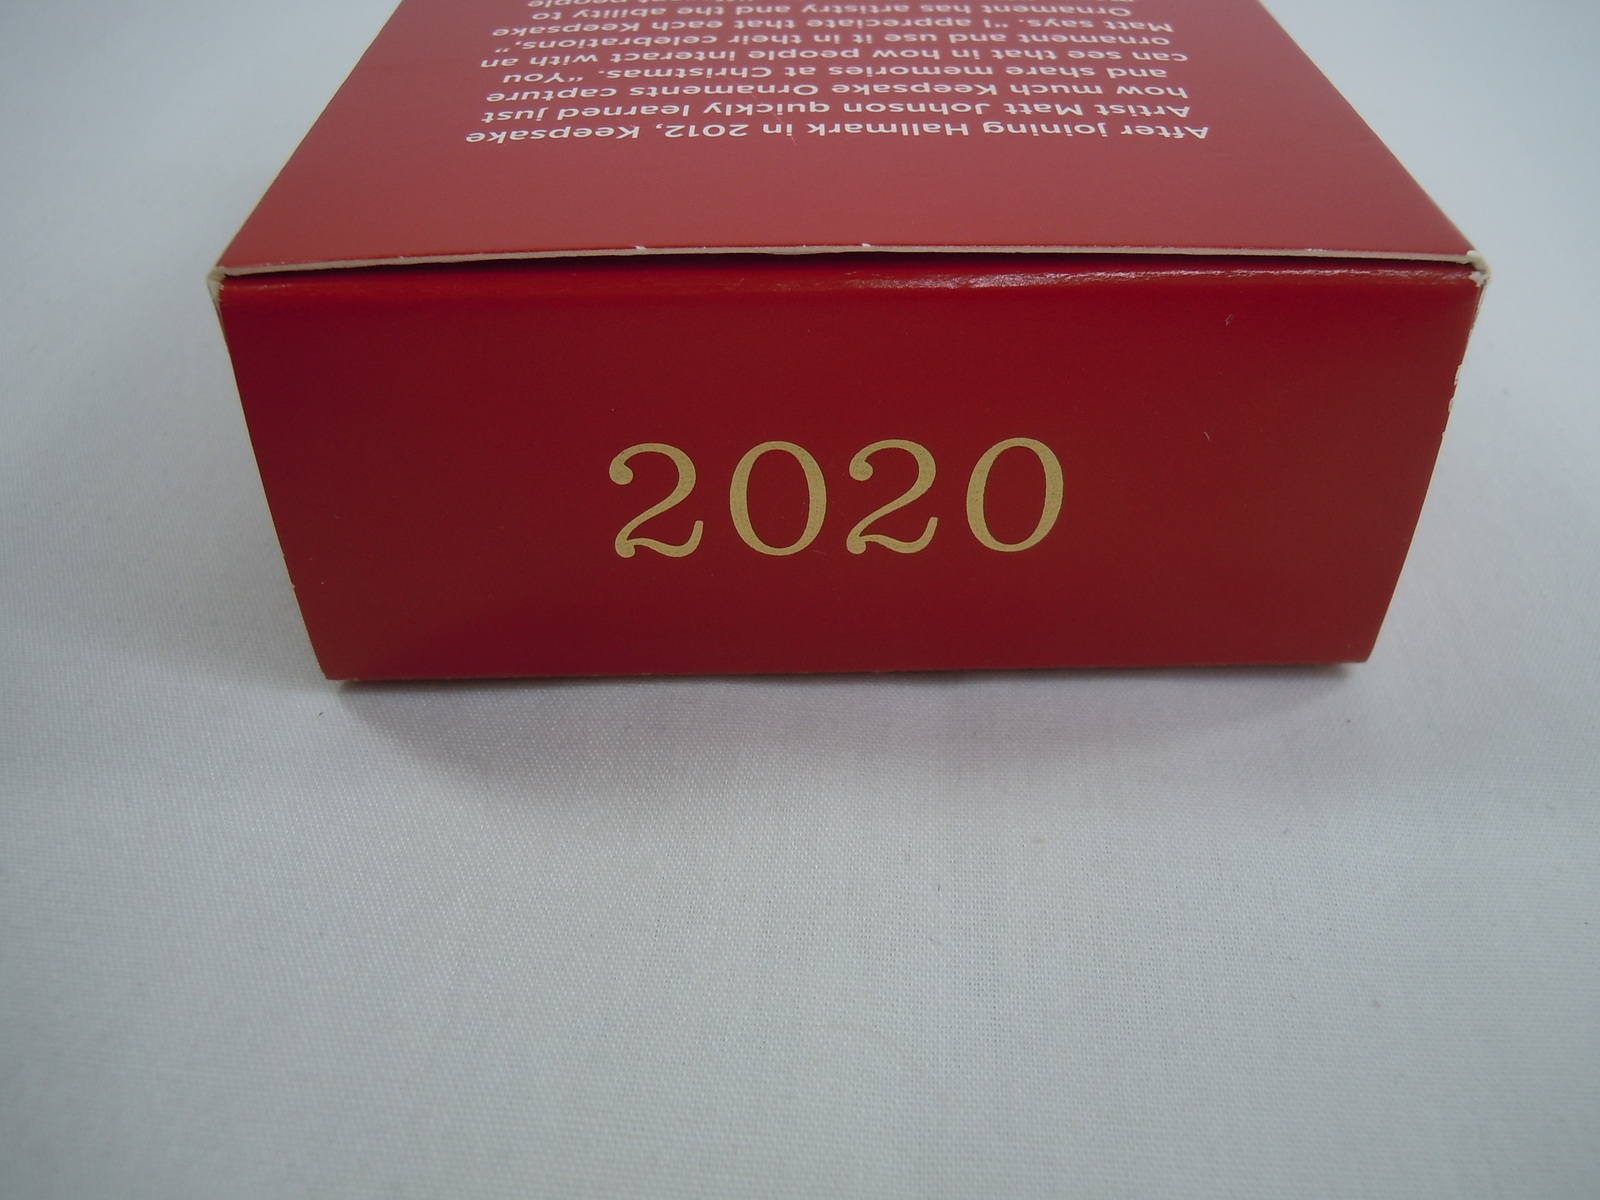 After joining Hallmark in 2012, Keepsake
Artist Matt Johnson quickly learned just
how much Keepsake Ornaments capture
and share memories at Christmas. “You
can see that in how people interact with an
ornament and use it in their celebrations,”
Matt says. “I appreciate that each Keepsake
Ornament has artistry and the ability to
people
2020